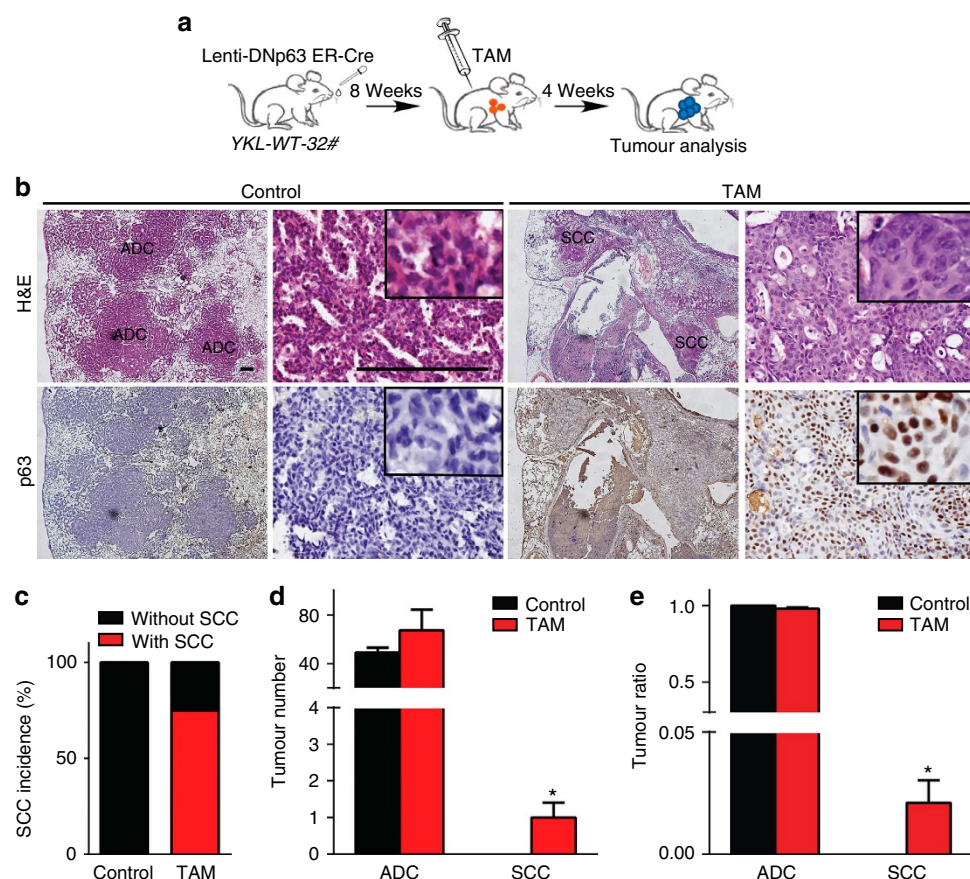 a
Lenti-DNp63 ER-Cre
TAM
8 Weeks
4 Weeks
YKL-WT-32#
Tumour analysis
b
Control
TAM
H&E
ADC
ADC
ADC
SCC
SCC
p63
c
Without SCC
With SCC
SCC incidence (%)
100
50
0
Control
TAM
d
Control
TAM
Tumour number
80
60
40
4
3
2
1
0
*
ADC
SCC
e
Control
TAM
Tumour ratio
1.0
0.5
0.05
0.00
*
ADC
SCC